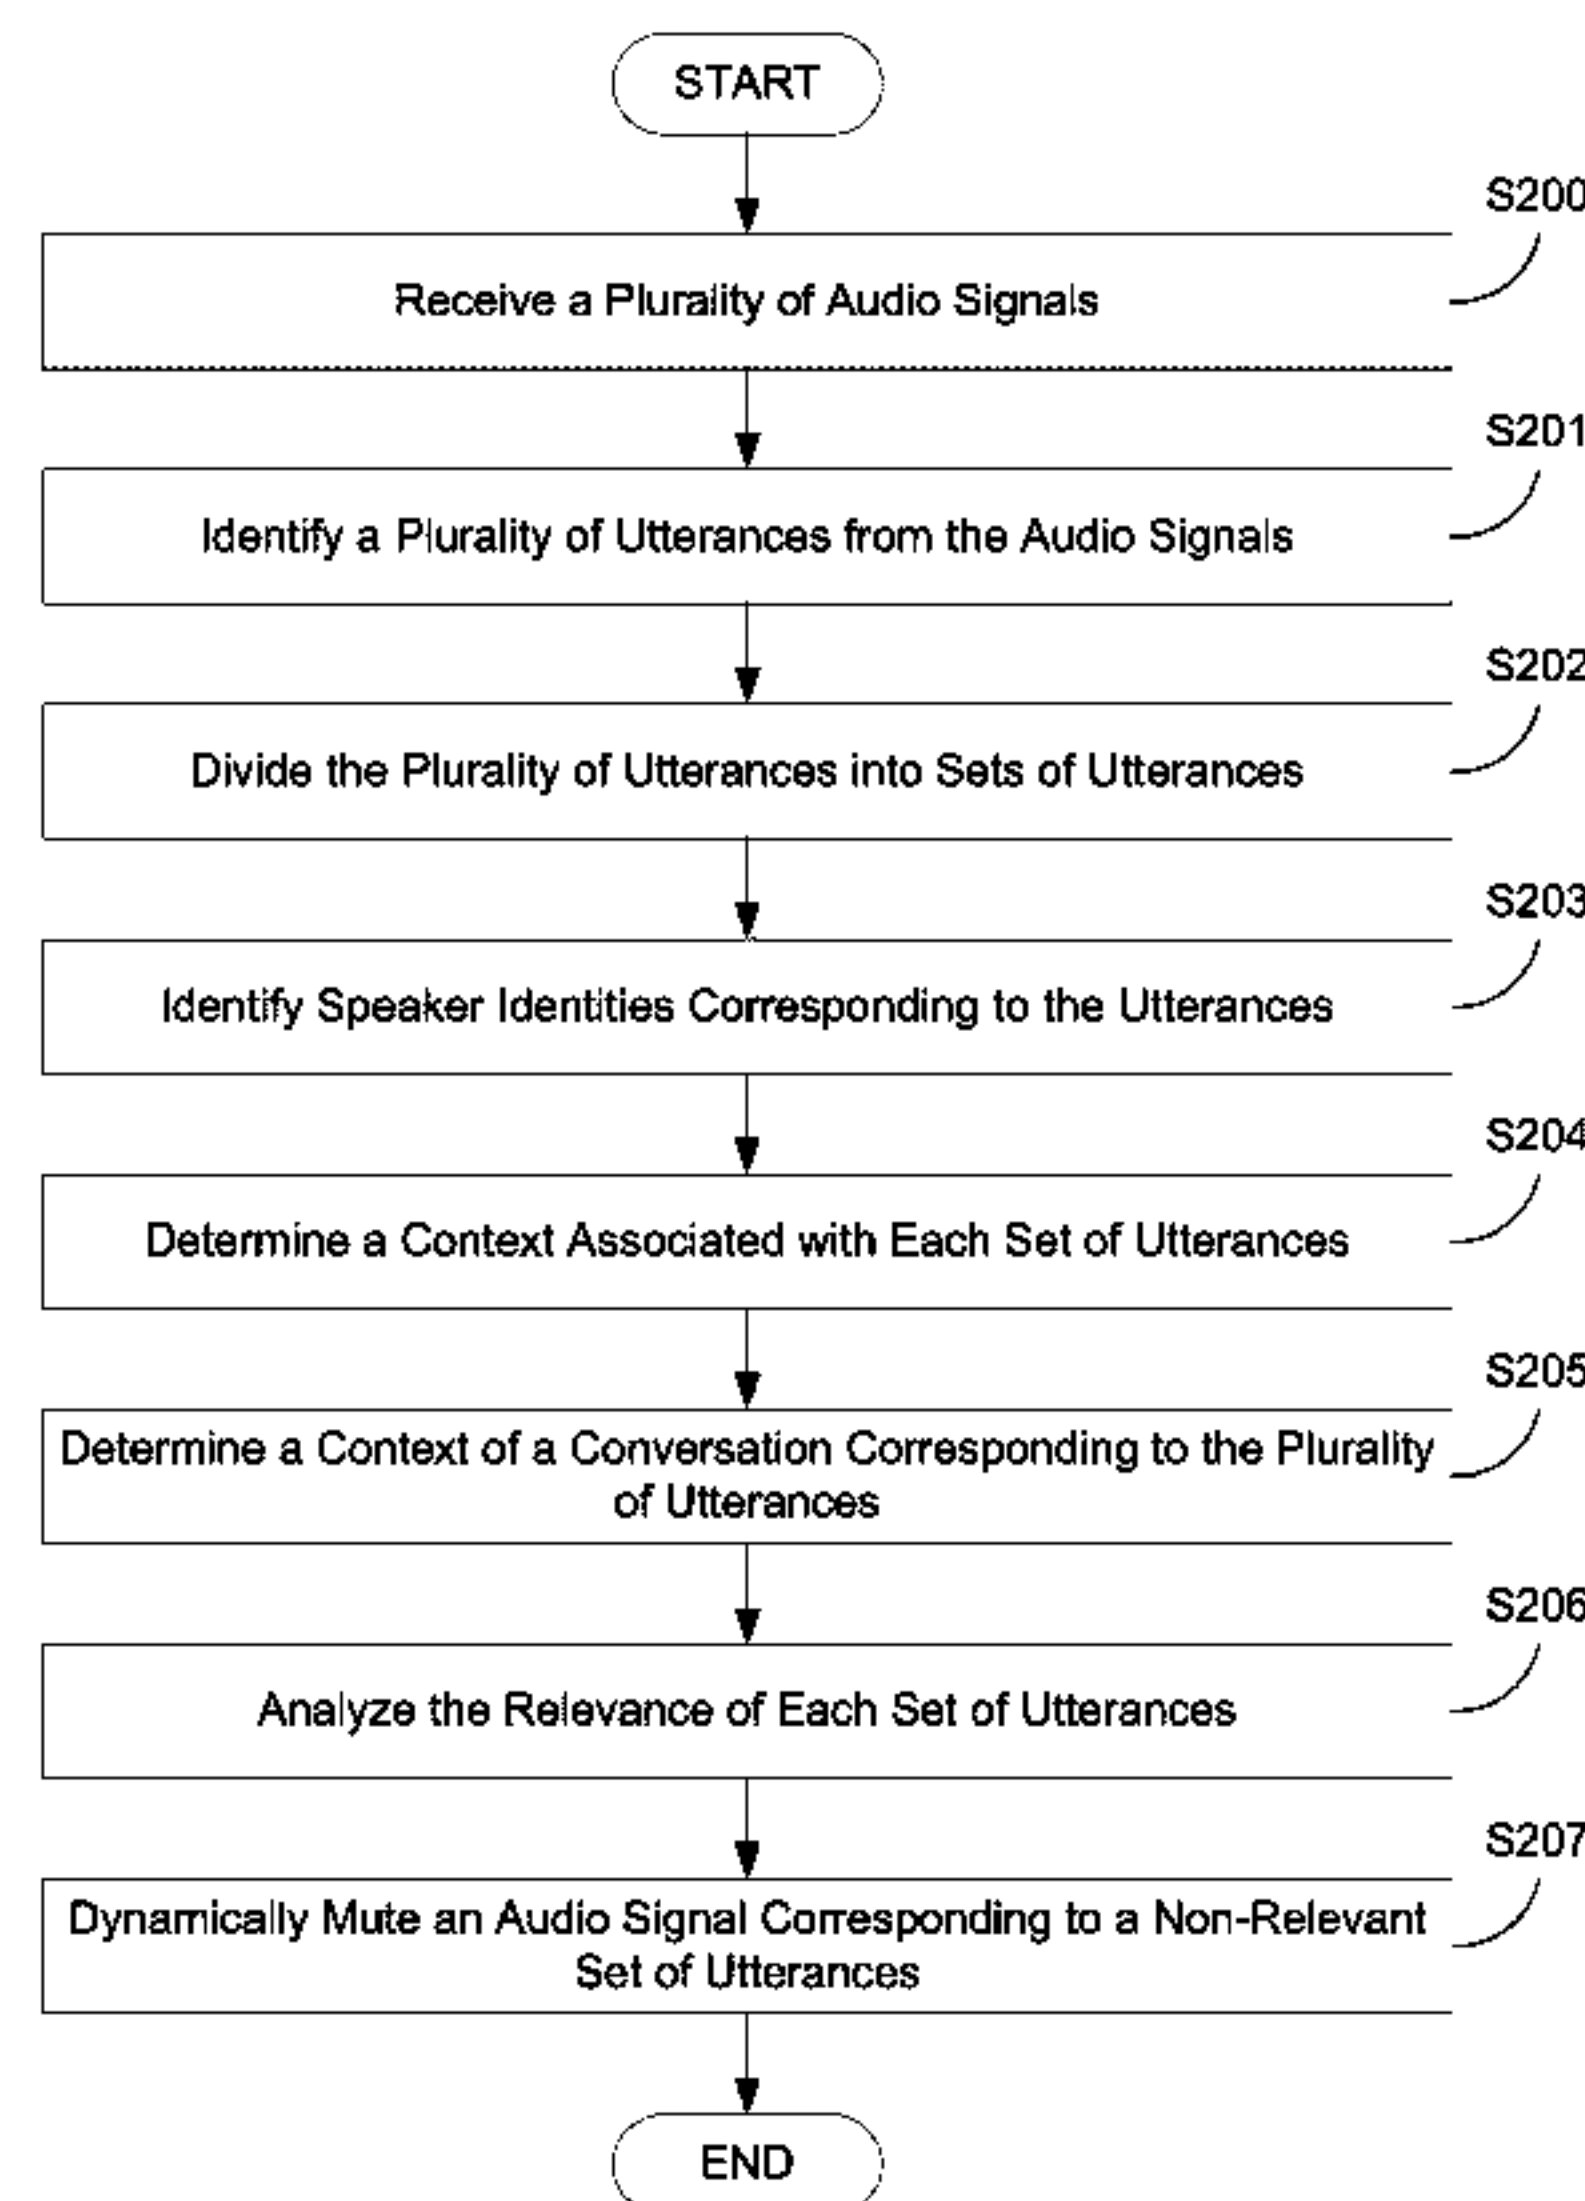 START
S200
Receive a Plurality of Audio Signals
S201
Identify a Plurality of Utterances from the Audio Signals
S202
Divide the Plurality of Utterances into Sets of Utterances
S203
Identify Speaker Identities Corresponding to the Utterances
S204
Determine a Context Associated with Each Set of Utterances
S205
Determine a Context of a Conversation Corresponding to the Plurality
of Utterances
S206
Analyze the Relevance of Each Set of Utterances
S207
Dynamically Mute an Audio Signal Corresponding to a Non-Relevant
Set of Utterances
END